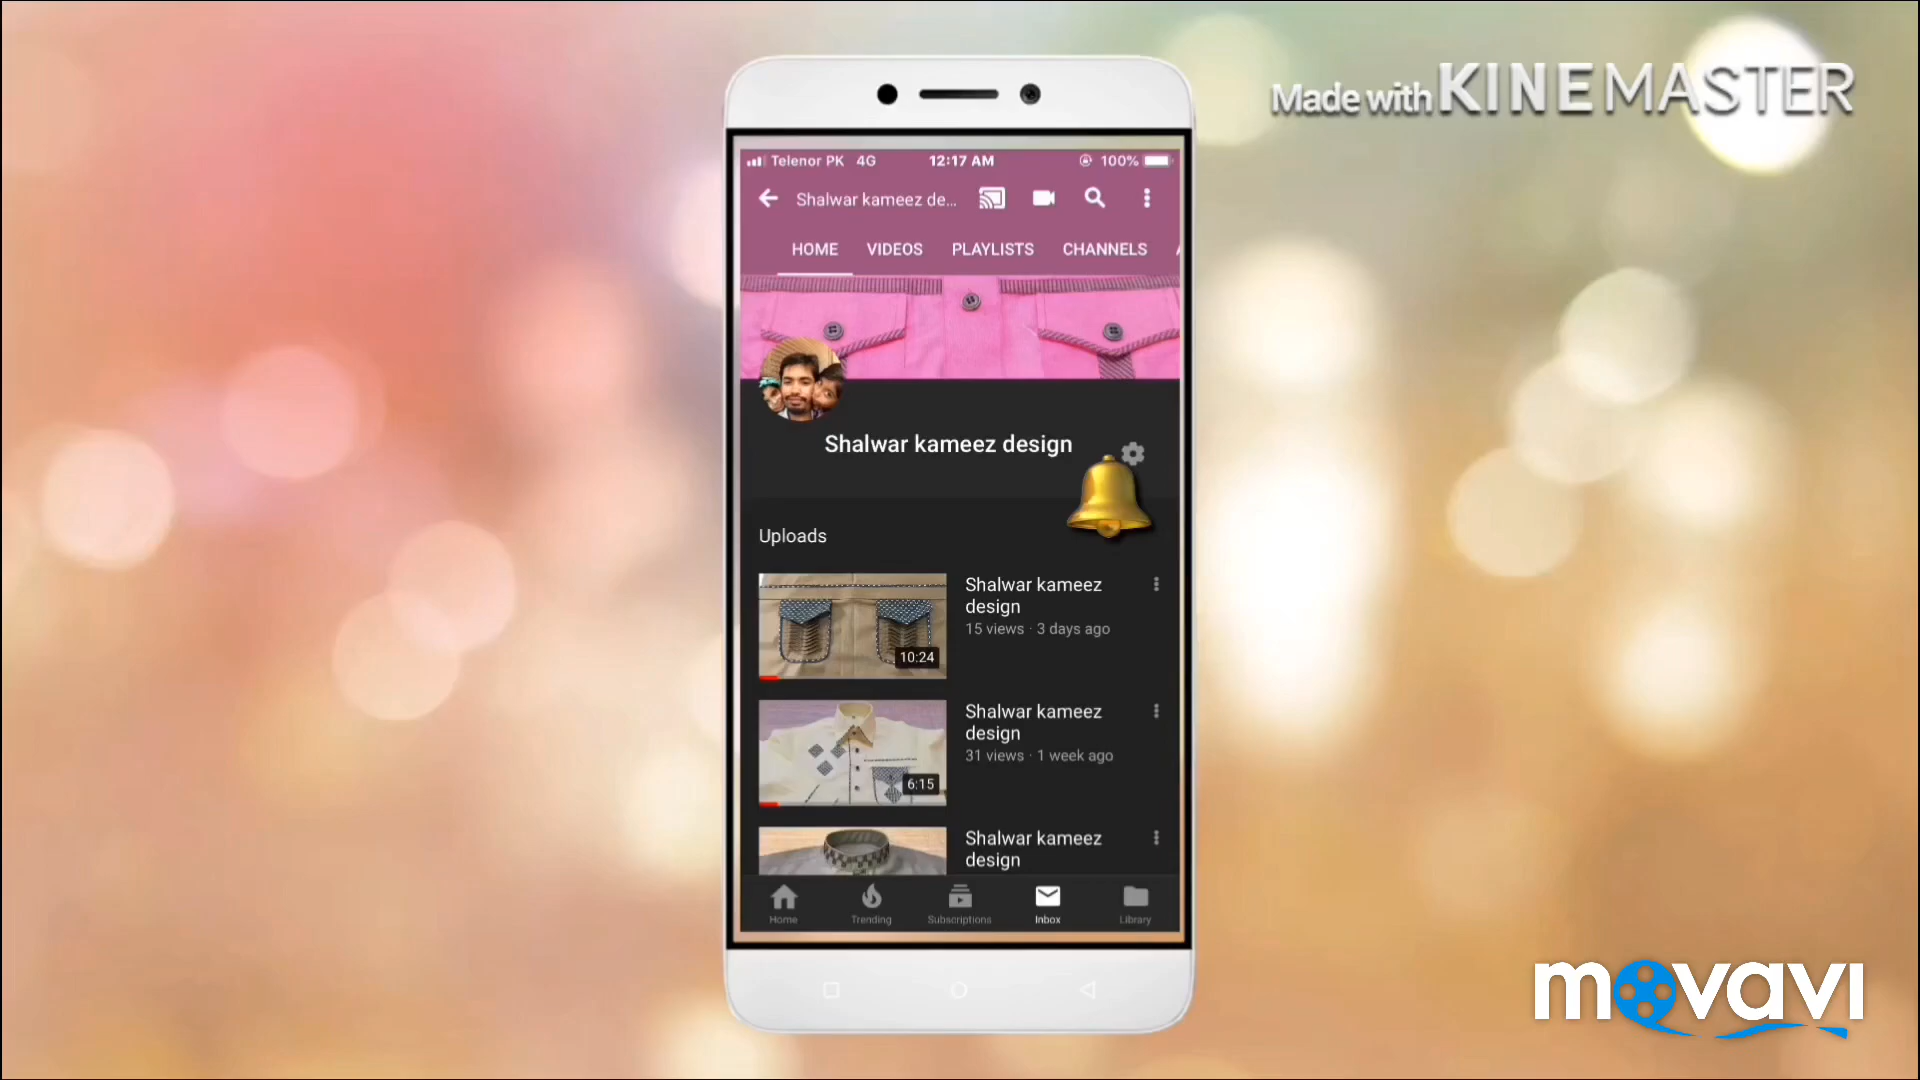 Made with KINEMASTER
Telenor PK 4G 12:17 AM 100%
Shalwar kameez de...
HOME VIDEOS PLAYLISTS CHANNELS
Shalwar kameez design
Uploads
Shalwar kameez
design
15 views · 3 days ago
10:24
Shalwar kameez
design
31 views · 1 week ago
6:15
Shalwar kameez
design
Home Trending Subscriptions Inbox Library
movavi